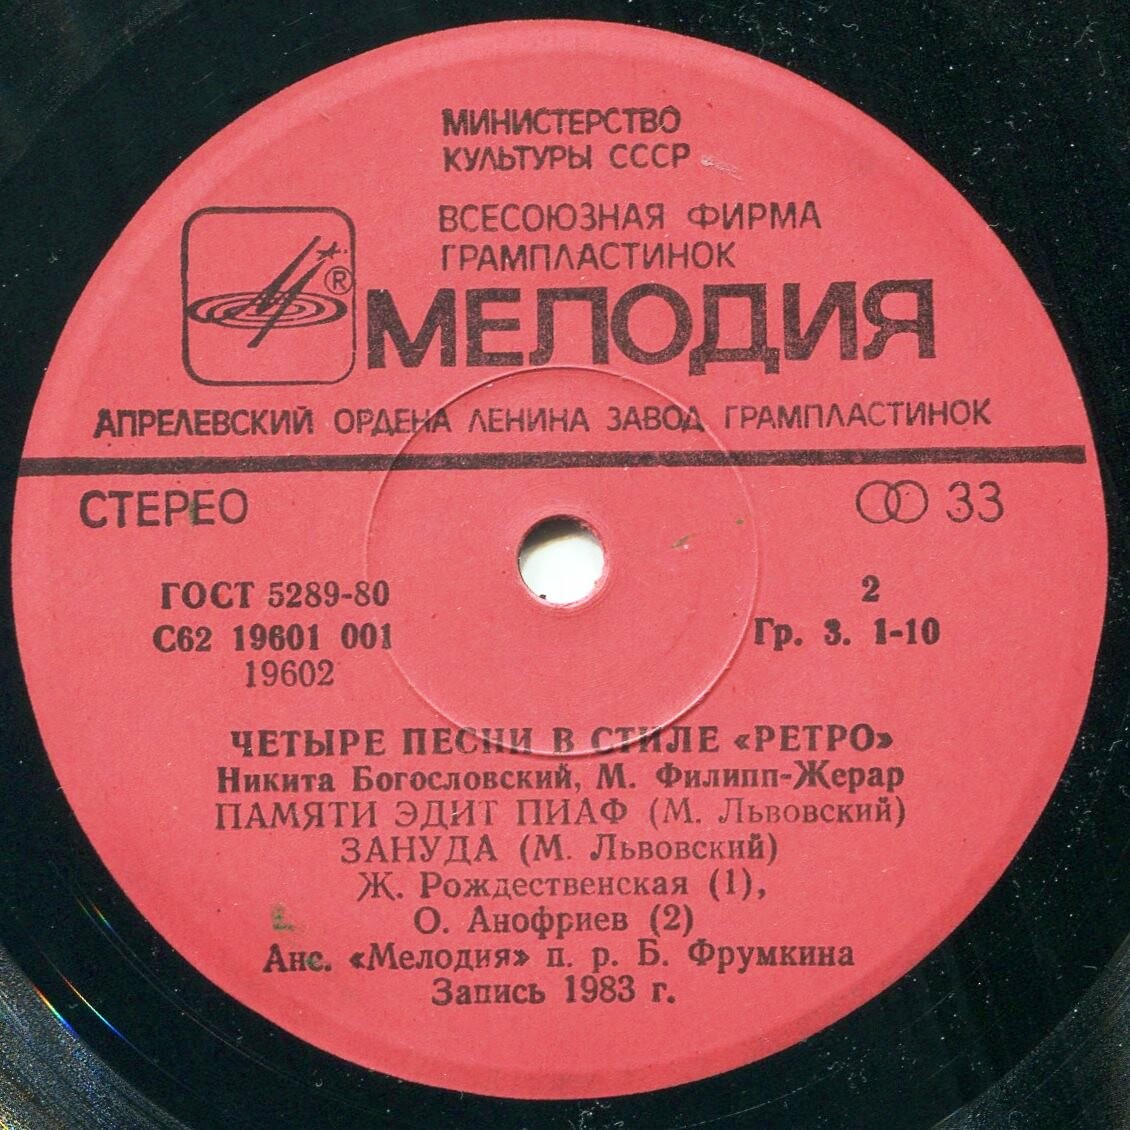 МИНИСТЕРСТВО
КУЛЬТУРЫ СССР
ВСЕСОЮЗНАЯ ФИРМА
ГРАМПЛАСТИНОК
®
МЕЛОДИЯ
АПРЕЛЕВСКИЙ ОРДЕНА ЛЕНИНА ЗАВОД ГРАМПЛАСТИНОК
СТЕРЕО 33
ГОСТ 5289-80 2
С62 19601 001 Гр. 3. 1-10
19602
ЧЕТЫРЕ ПЕСНИ В СТИЛЕ «РЕТРО»
Никита Богословский, М. Филипп-Жерар
ПАМЯТИ ЭДИТ ПИАФ (М. Львовский)
ЗАНУДА (М. Львовский)
Ж. Рождественская (1),
О. Анофриев (2)
Анс. «Мелодия» п. р. Б. Фрумкина
Запись 1983 г.